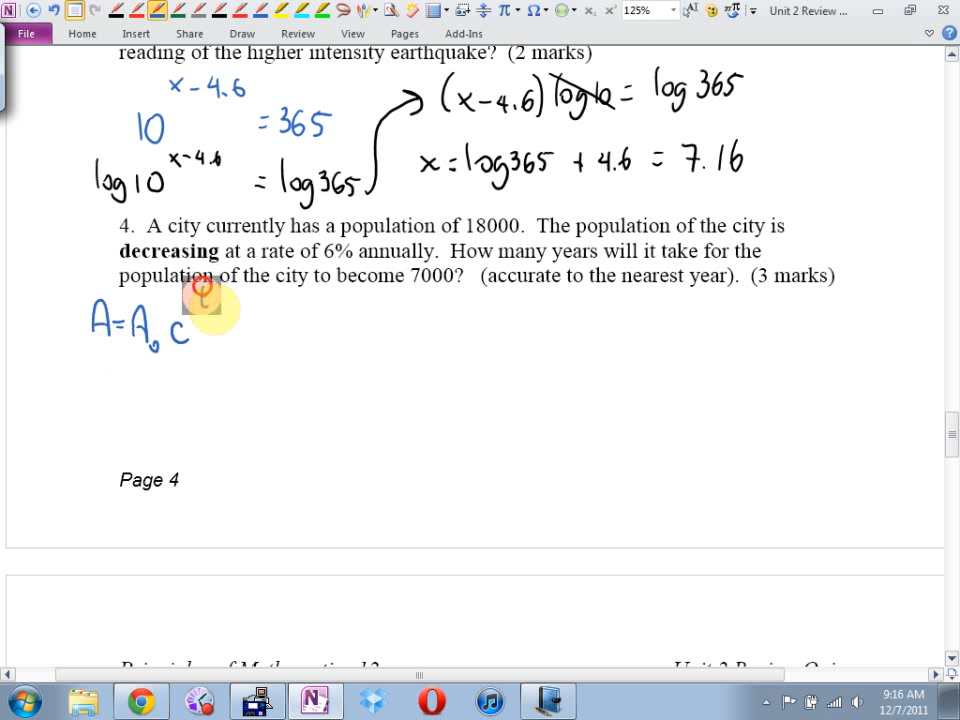 125%
Unit 2 Review ...
File Home Insert Share Draw Review Pages Add-Ins
reading of the higher intensity earthquake? (2 marks)
10^(x-4.6) = 365
(x-4.6) log10 = log 365
log10^(x-4.6) = log 365
x = log365 + 4.6 = 7.16
4. A city currently has a population of 18000. The population of the city is
decreasing at a rate of 6% annually. How many years will it take for the
population of the city to become 7000? (accurate to the nearest year). (3 marks)
A = A₀ c
Page 4
9:16 AM
12/7/2011